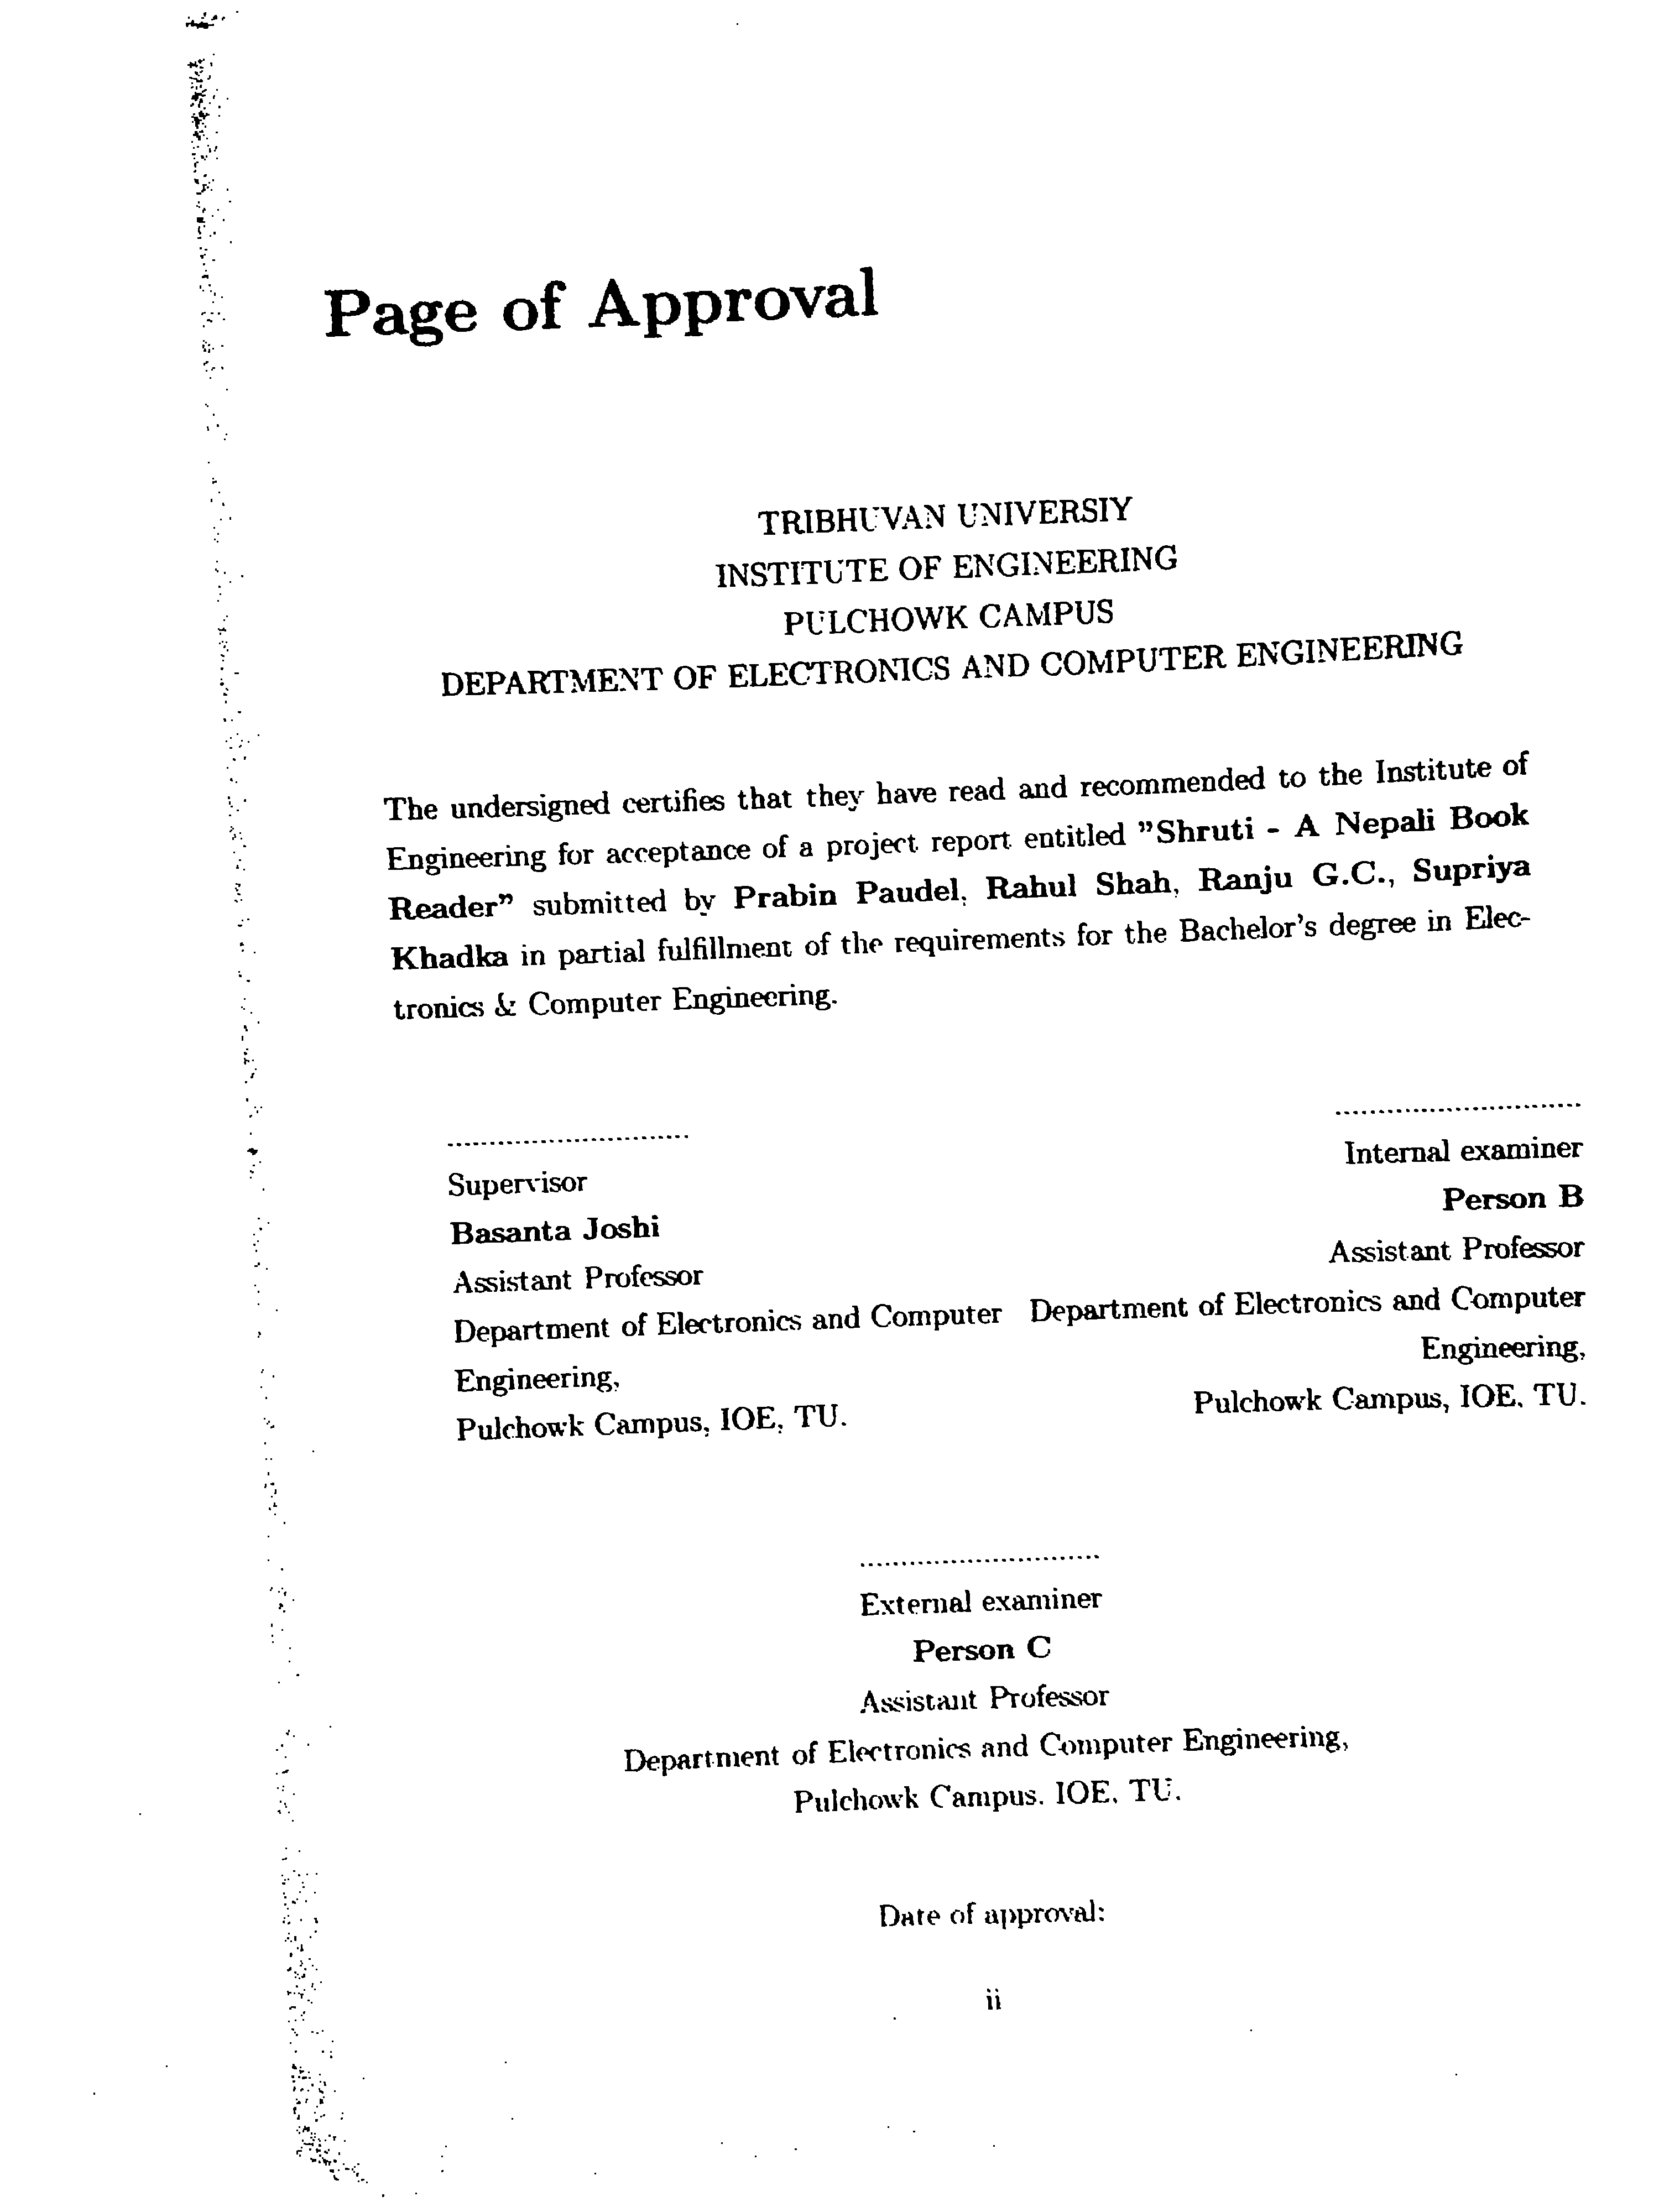 Page of Approval
TRIBHUVAN UNIVERSIY
INSTITUTE OF ENGINEERING
PULCHOWK CAMPUS
DEPARTMENT OF ELECTRONICS AND COMPUTER ENGINEERING
The undersigned certifies that they have read and recommended to the Institute of
Engineering for acceptance of a project report entitled ”Shruti - A Nepali Book
Reader” submitted by Prabin Paudel, Rahul Shah, Ranju G.C., Supriya
Khadka in partial fulfillment of the requirements for the Bachelor’s degree in Elec-
tronics & Computer Engineering.
.............................
Supervisor
Basanta Joshi
Assistant Professor
Department of Electronics and Computer
Engineering,
Pulchowk Campus, IOE, TU.
.............................
Internal examiner
Person B
Assistant Professor
Department of Electronics and Computer
Engineering,
Pulchowk Campus, IOE, TU.
.............................
External examiner
Person C
Assistant Professor
Department of Electronics and Computer Engineering,
Pulchowk Campus, IOE, TU.
Date of approval:
ii